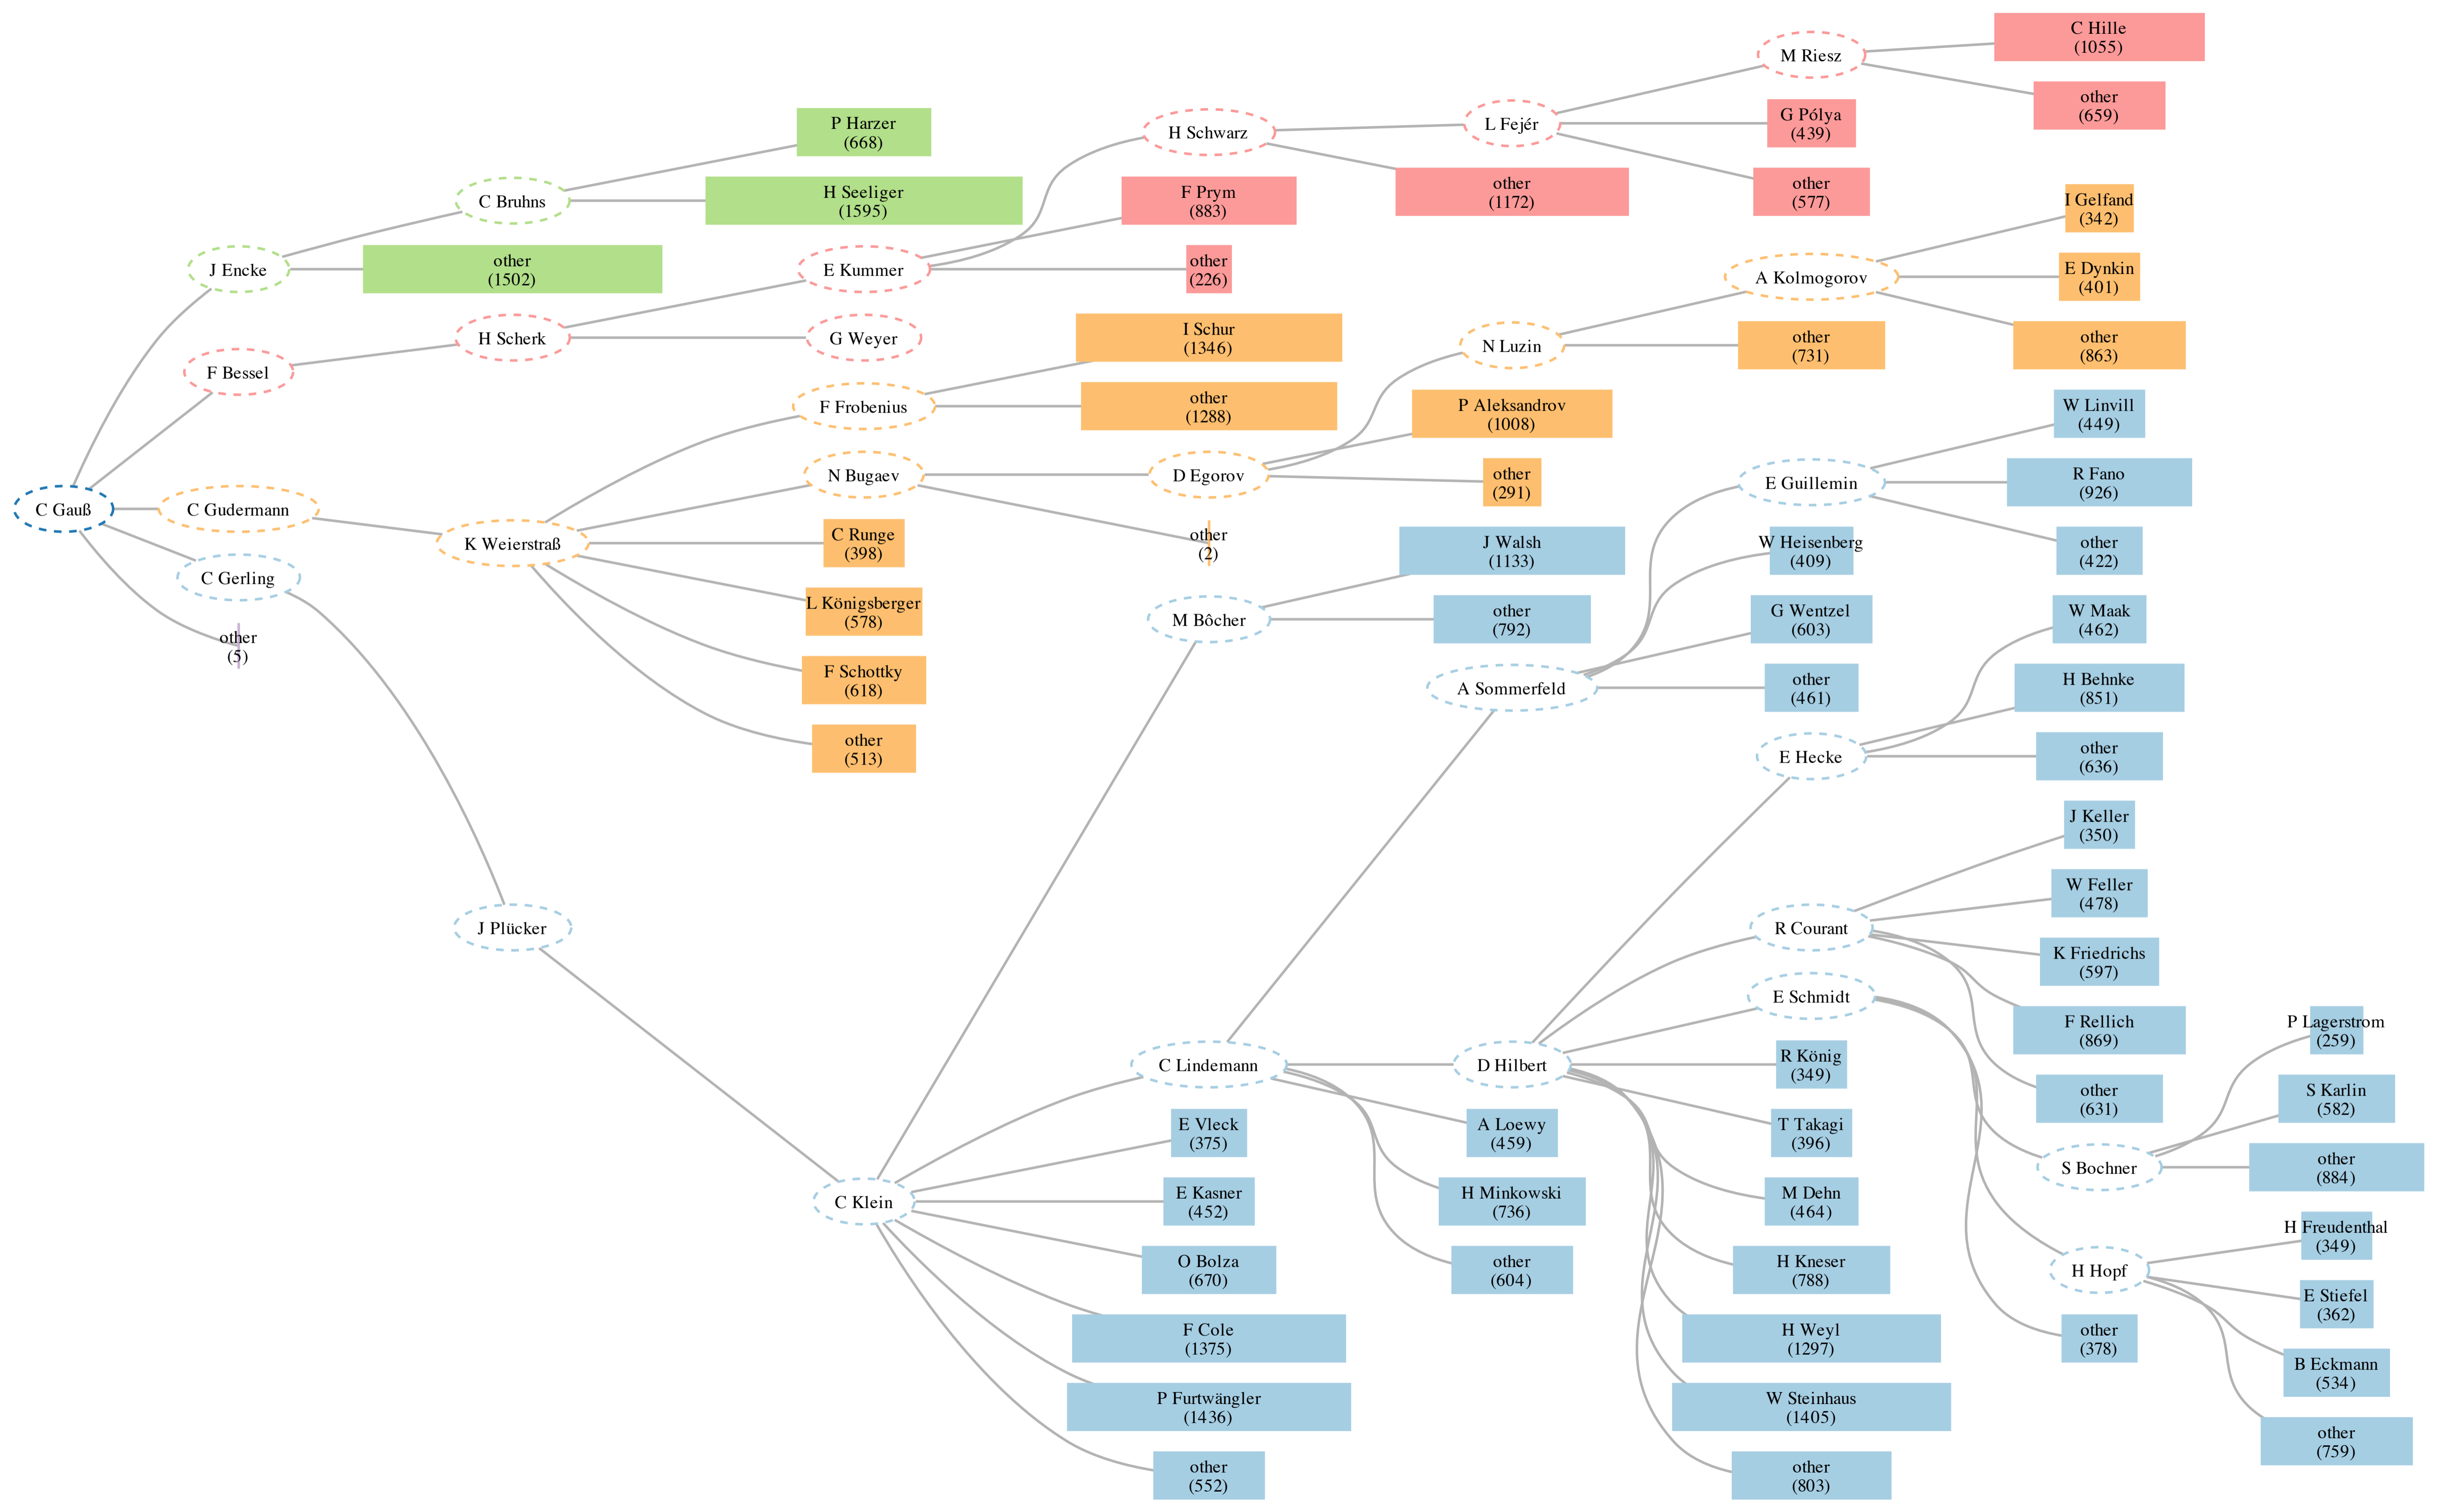 C Hille
(1055)
M Riesz
other
(659)
G Pólya
(439)
P Harzer
(668)
H Schwarz
L Fejér
other
(577)
other
(1172)
F Prym
(883)
H Seeliger
(1595)
C Bruhns
I Gelfand
(342)
J Encke
other
(1502)
E Kummer
other
(226)
A Kolmogorov
E Dynkin
(401)
H Scherk
G Weyer
I Schur
(1346)
N Luzin
other
(731)
other
(863)
F Bessel
F Frobenius
other
(1288)
P Aleksandrov
(1008)
W Linvill
(449)
N Bugaev
D Egorov
other
(291)
E Guillemin
R Fano
(926)
C Gauß
C Gudermann
K Weierstraß
C Runge
(398)
other
(2)
J Walsh
(1133)
W Heisenberg
(409)
other
(422)
C Gerling
L Königsberger
(578)
M Bôcher
other
(792)
G Wentzel
(603)
W Maak
(462)
other
(5)
F Schottky
(618)
A Sommerfeld
other
(461)
H Behnke
(851)
other
(513)
E Hecke
other
(636)
J Keller
(350)
W Feller
(478)
J Plücker
R Courant
K Friedrichs
(597)
E Schmidt
F Rellich
(869)
P Lagerstrom
(259)
C Lindemann
D Hilbert
R König
(349)
other
(631)
S Karlin
(582)
E Vleck
(375)
A Loewy
(459)
T Takagi
(396)
S Bochner
other
(884)
C Klein
E Kasner
(452)
H Minkowski
(736)
M Dehn
(464)
H Freudenthal
(349)
O Bolza
(670)
other
(604)
H Kneser
(788)
H Hopf
E Stiefel
(362)
F Cole
(1375)
H Weyl
(1297)
other
(378)
B Eckmann
(534)
P Furtwängler
(1436)
W Steinhaus
(1405)
other
(759)
other
(552)
other
(803)